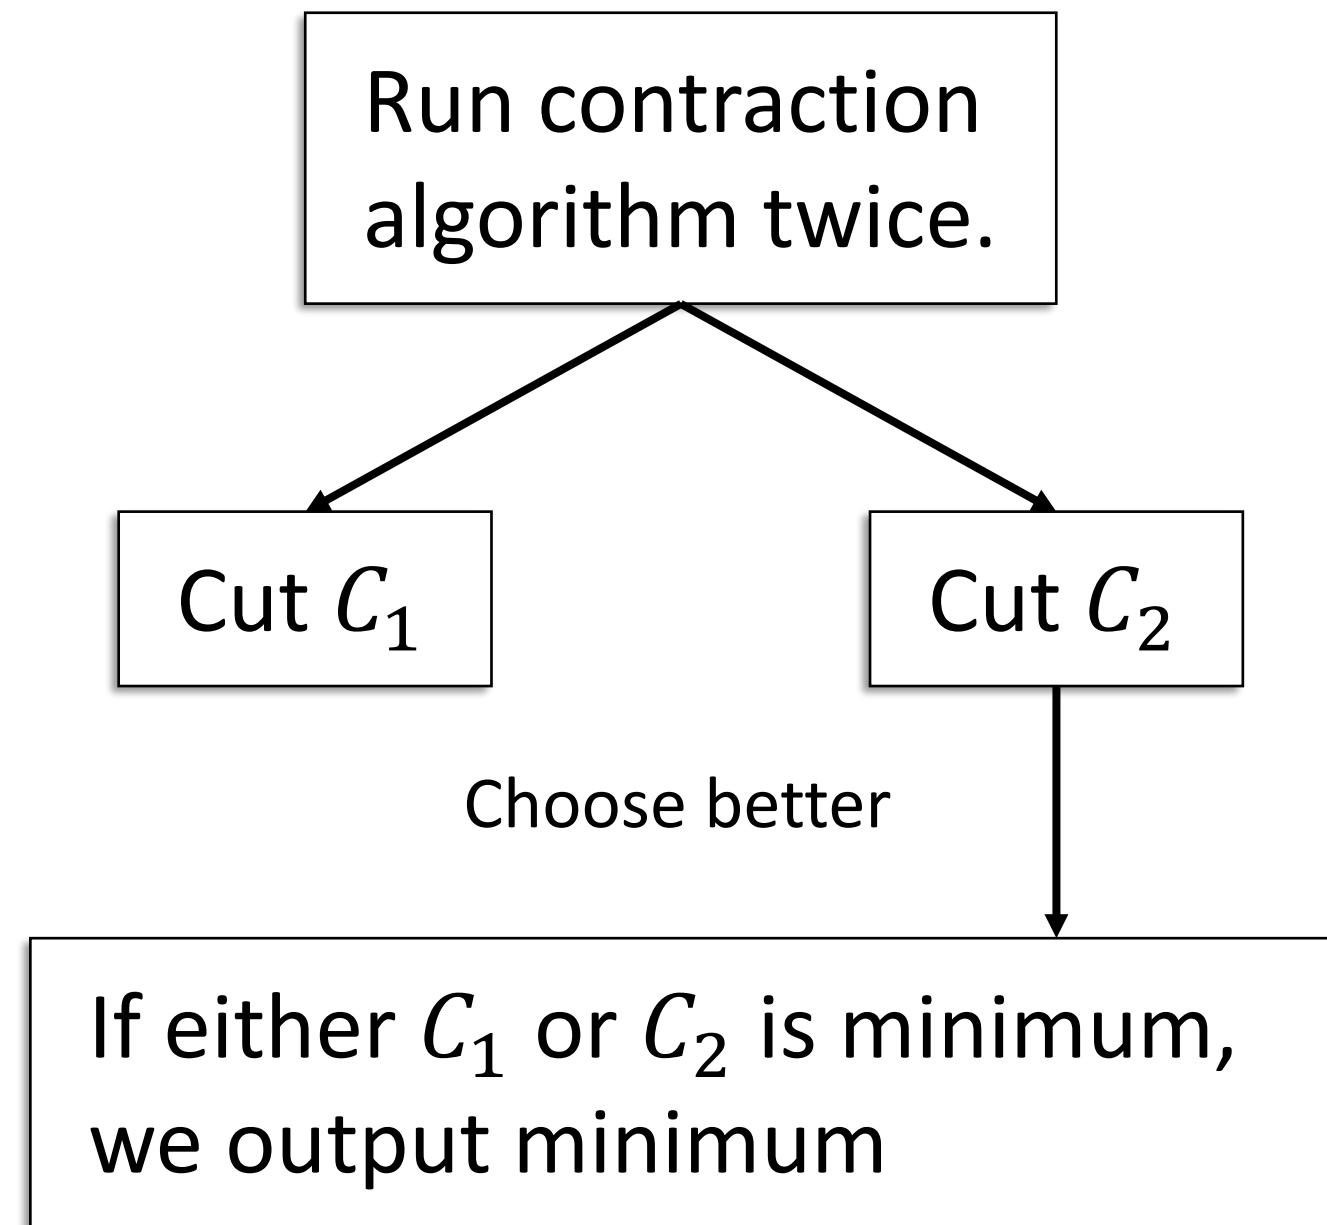 Run contraction
algorithm twice.
Cut C₁
Cut C₂
Choose better
If either C₁ or C₂ is minimum,
we output minimum